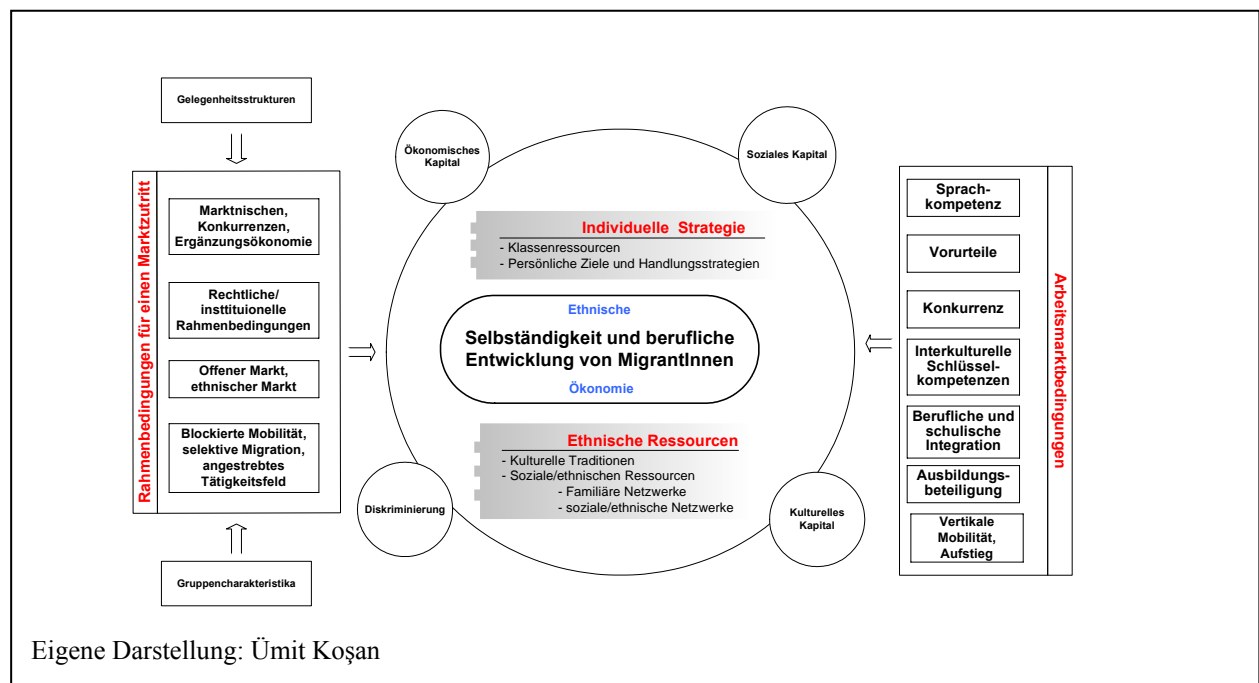 Gelegenheitsstrukturen
Rahmenbedingungen für einen Marktzutritt
Marktnischen,
Konkurrenzen,
Ergänzungsökonomie
Rechtliche/
insttituionelle
Rahmenbedingungen
Offener Markt,
ethnischer Markt
Blockierte Mobilität,
selektive Migration,
angestrebtes
Tätigkeitsfeld
Gruppencharakteristika
Ökonomisches
Kapital
Soziales Kapital
Individuelle Strategie
- Klassenressourcen
- Persönliche Ziele und Handlungsstrategien
Ethnische
Selbständigkeit und berufliche
Entwicklung von MigrantInnen
Ökonomie
Ethnische Ressourcen
- Kulturelle Traditionen
- Soziale/ethnischen Ressourcen
- Familiäre Netzwerke
- soziale/ethnische Netzwerke
Diskriminierung
Kulturelles
Kapital
Sprach-
kompetenz
Vorurteile
Konkurrenz
Interkulturelle
Schlüssel-
kompetenzen
Berufliche und
schulische
Integration
Ausbildungs-
beteiligung
Vertikale
Mobilität,
Aufstieg
Arbeitsmarktbedingungen
Eigene Darstellung: Ümit Koşan